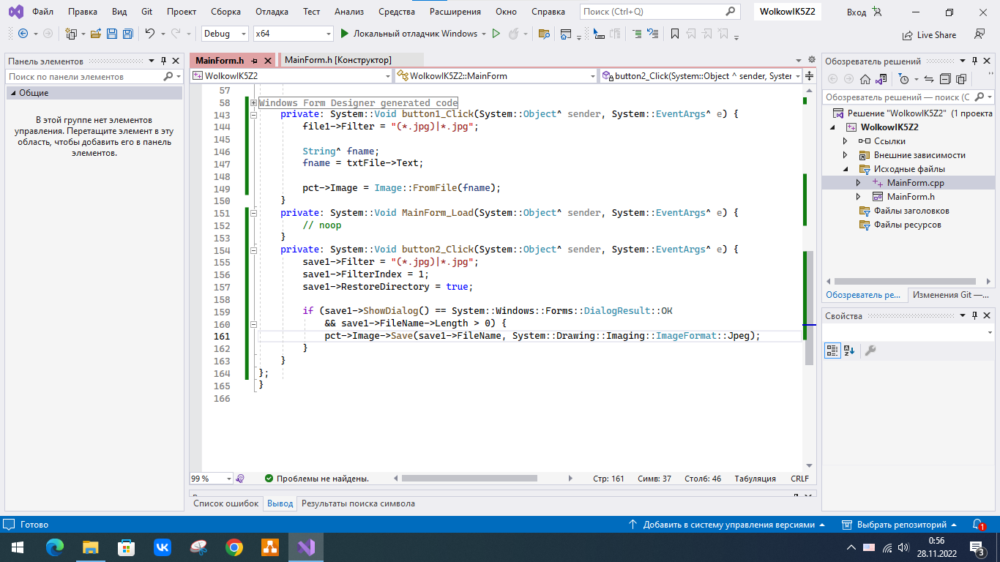 Файл Правка Вид Git Проект Сборка Отладка Тест Анализ Средства Расширения Окно Справка Поиск (Ctrl+Q) WolkowIK5Z2 Вход
Debug x64 Локальный отладчик Windows Live Share
Панель элементов
Поиск по панели элементов
Общие
В этой группе нет элементов
управления. Перетащите элемент в эту
область, чтобы добавить его в панель
элементов.
MainForm.h MainForm.h [Конструктор]
WolkowIK5Z2 WolkowIK5Z2::MainForm button2_Click(System::Object ^ sender, System
57
58 Windows Form Designer generated code
143 private: System::Void button1_Click(System::Object^ sender, System::EventArgs^ e) {
144 file1->Filter = "(*.jpg)|*.jpg";
145
146 String^ fname;
147 fname = txtFile->Text;
148
149 pct->Image = Image::FromFile(fname);
150 }
151 private: System::Void MainForm_Load(System::Object^ sender, System::EventArgs^ e) {
152 // noop
153 }
154 private: System::Void button2_Click(System::Object^ sender, System::EventArgs^ e) {
155 save1->Filter = "(*.jpg)|*.jpg";
156 save1->FilterIndex = 1;
157 save1->RestoreDirectory = true;
158
159 if (save1->ShowDialog() == System::Windows::Forms::DialogResult::OK
160 && save1->FileName->Length > 0) {
161 pct->Image->Save(save1->FileName, System::Drawing::Imaging::ImageFormat::Jpeg);
162 }
163 }
164 };
165 }
166
99 % Проблемы не найдены. Стр: 161 Симв: 37 Столб: 46 Табуляция CRLF
Список ошибок Вывод Результаты поиска символа
Обозреватель решений
Обозреватель решений — поиск (С
Решение "WolkowIK5Z2" (1 проекта
WolkowIK5Z2
Ссылки
Внешние зависимости
Исходные файлы
MainForm.cpp
MainForm.h
Файлы заголовков
Файлы ресурсов
Обозреватель ре... Изменения Git —...
Свойства
Готово Добавить в систему управления версиями Выбрать репозиторий 1
0:56
28.11.2022
3